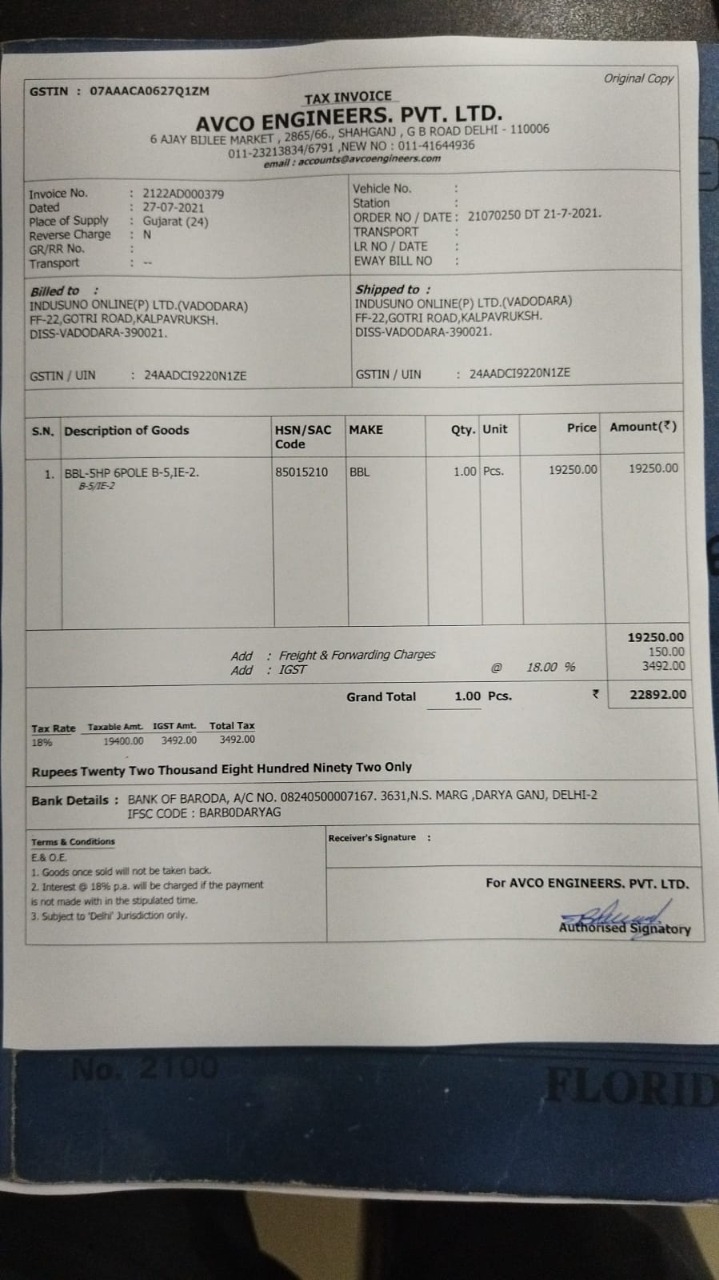 Original Copy
GSTIN : 07AAACA0627Q1ZM
TAX INVOICE
AVCO ENGINEERS. PVT. LTD.
6 AJAY BIJLEE MARKET , 2865/66., SHAHGANJ , G B ROAD DELHI - 110006
011-23213834/6791 ,NEW NO : 011-41644936
email : accounts@avcoengineers.com
Invoice No. : 2122AD000379
Dated : 27-07-2021
Place of Supply : Gujarat (24)
Reverse Charge : N
GR/RR No. :
Transport : --
Vehicle No. :
Station :
ORDER NO / DATE : 21070250 DT 21-7-2021.
TRANSPORT :
LR NO / DATE :
EWAY BILL NO :
Billed to :
INDUSUNO ONLINE(P) LTD.(VADODARA)
FF-22,GOTRI ROAD,KALPAVRUKSH.
DISS-VADODARA-390021.
GSTIN / UIN : 24AADCI9220N1ZE
Shipped to :
INDUSUNO ONLINE(P) LTD.(VADODARA)
FF-22,GOTRI ROAD,KALPAVRUKSH.
DISS-VADODARA-390021.
GSTIN / UIN : 24AADCI9220N1ZE
S.N. Description of Goods HSN/SAC Code MAKE Qty. Unit Price Amount(₹)
1. BBL-5HP 6POLE B-5,IE-2. 85015210 BBL 1.00 Pcs. 19250.00 19250.00
B-5/IE-2
19250.00
Add : Freight & Forwarding Charges 150.00
Add : IGST @ 18.00 % 3492.00
Grand Total 1.00 Pcs. ₹ 22892.00
Tax Rate Taxable Amt. IGST Amt. Total Tax
18% 19400.00 3492.00 3492.00
Rupees Twenty Two Thousand Eight Hundred Ninety Two Only
Bank Details : BANK OF BARODA, A/C NO. 08240500007167. 3631,N.S. MARG ,DARYA GANJ, DELHI-2
IFSC CODE : BARB0DARYAG
Terms & Conditions
E.& O.E.
1. Goods once sold will not be taken back.
2. Interest @ 18% p.a. will be charged if the payment
is not made with in the stipulated time.
3. Subject to 'Delhi' Jurisdiction only.
Receiver's Signature :
For AVCO ENGINEERS. PVT. LTD.
Authorised Signatory
No. 2100
FLORID